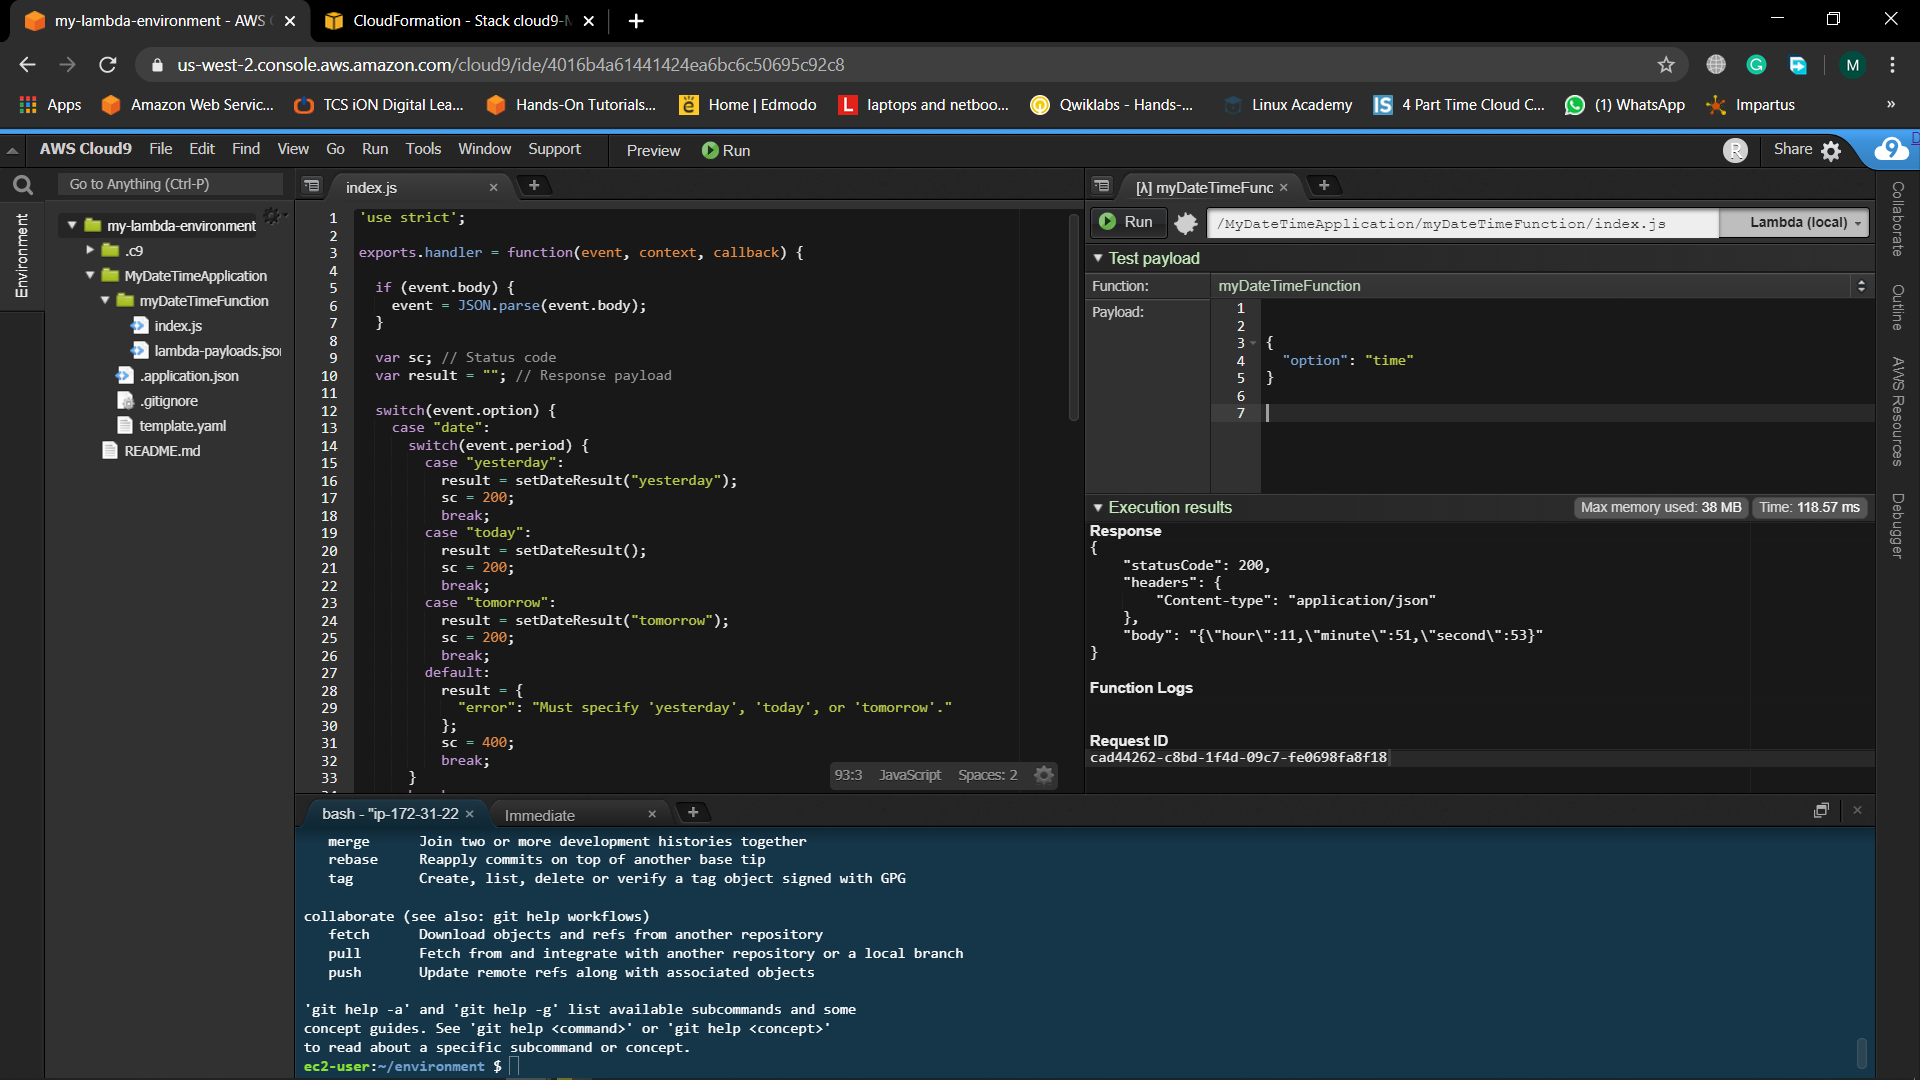 my-lambda-environment - AWS C
CloudFormation - Stack cloud9-M
us-west-2.console.aws.amazon.com/cloud9/ide/4016b4a61441424ea6bc6c50695c92c8
M
Apps
Amazon Web Servic...
TCS iON Digital Lea...
Hands-On Tutorials...
Home | Edmodo
laptops and netboo...
Qwiklabs - Hands-...
Linux Academy
4 Part Time Cloud C...
(1) WhatsApp
Impartus
»
AWS Cloud9 File Edit Find View Go Run Tools Window Support Preview Run
R
Share
9
Go to Anything (Ctrl-P)
Environment
my-lambda-environment
.c9
MyDateTimeApplication
myDateTimeFunction
index.js
lambda-payloads.json
.application.json
.gitignore
template.yaml
README.md
index.js
1 'use strict';
2
3 exports.handler = function(event, context, callback) {
4
5 if (event.body) {
6 event = JSON.parse(event.body);
7 }
8
9 var sc; // Status code
10 var result = ""; // Response payload
11
12 switch(event.option) {
13 case "date":
14 switch(event.period) {
15 case "yesterday":
16 result = setDateResult("yesterday");
17 sc = 200;
18 break;
19 case "today":
20 result = setDateResult();
21 sc = 200;
22 break;
23 case "tomorrow":
24 result = setDateResult("tomorrow");
25 sc = 200;
26 break;
27 default:
28 result = {
29 "error": "Must specify 'yesterday', 'today', or 'tomorrow'."
30 };
31 sc = 400;
32 break;
33 }
93:3 JavaScript Spaces: 2
[λ] myDateTimeFunc
Run
/MyDateTimeApplication/myDateTimeFunction/index.js
Lambda (local)
Test payload
Function: myDateTimeFunction
Payload:
1
2
3 {
4 "option": "time"
5 }
6
7
Execution results
Max memory used: 38 MB
Time: 118.57 ms
Response
{
"statusCode": 200,
"headers": {
"Content-type": "application/json"
},
"body": "{\"hour\":11,\"minute\":51,\"second\":53}"
}
Function Logs
Request ID
cad44262-c8bd-1f4d-09c7-fe0698fa8f18
Collaborate
Outline
AWS Resources
Debugger
bash - "ip-172-31-22
Immediate
merge Join two or more development histories together
rebase Reapply commits on top of another base tip
tag Create, list, delete or verify a tag object signed with GPG
collaborate (see also: git help workflows)
fetch Download objects and refs from another repository
pull Fetch from and integrate with another repository or a local branch
push Update remote refs along with associated objects
'git help -a' and 'git help -g' list available subcommands and some
concept guides. See 'git help <command>' or 'git help <concept>'
to read about a specific subcommand or concept.
ec2-user:~/environment $